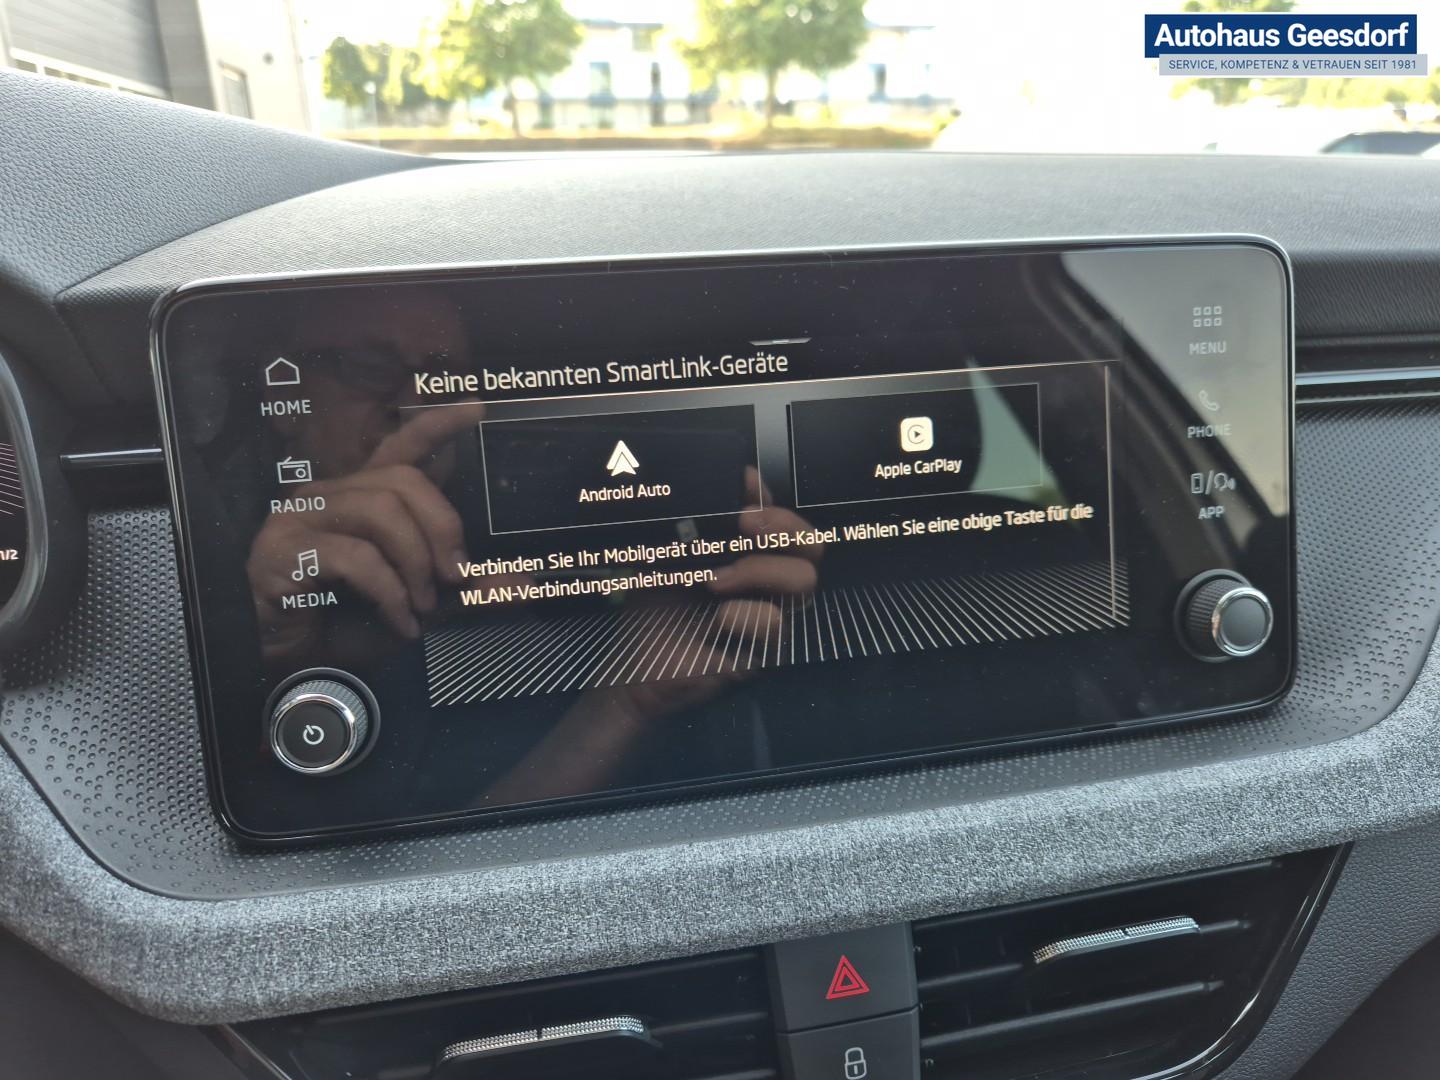 Autohaus Geesdorf
SERVICE, KOMPETENZ & VETRAUEN SEIT 1981
Keine bekannten SmartLink-Geräte
HOME
RADIO
MEDIA
Android Auto
Apple CarPlay
Verbinden Sie Ihr Mobilgerät über ein USB-Kabel. Wählen Sie eine obige Taste für die
WLAN-Verbindungsanleitungen.
MENU
PHONE
APP
1/2